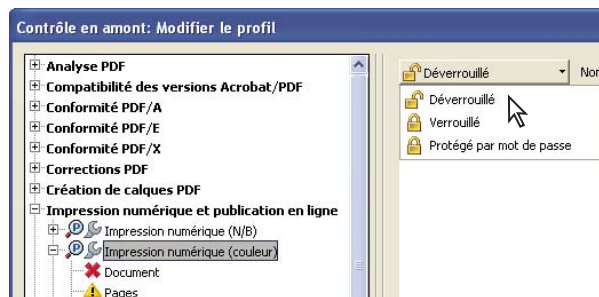 Contrôle en amont: Modifier le profil
Analyse PDF
Compatibilité des versions Acrobat/PDF
Conformité PDF/A
Conformité PDF/E
Conformité PDF/X
Corrections PDF
Création de calques PDF
Impression numérique et publication en ligne
Impression numérique (N/B)
Impression numérique (couleur)
Document
Pages
Déverrouillé
Nor
Déverrouillé
Verrouillé
Protégé par mot de passe